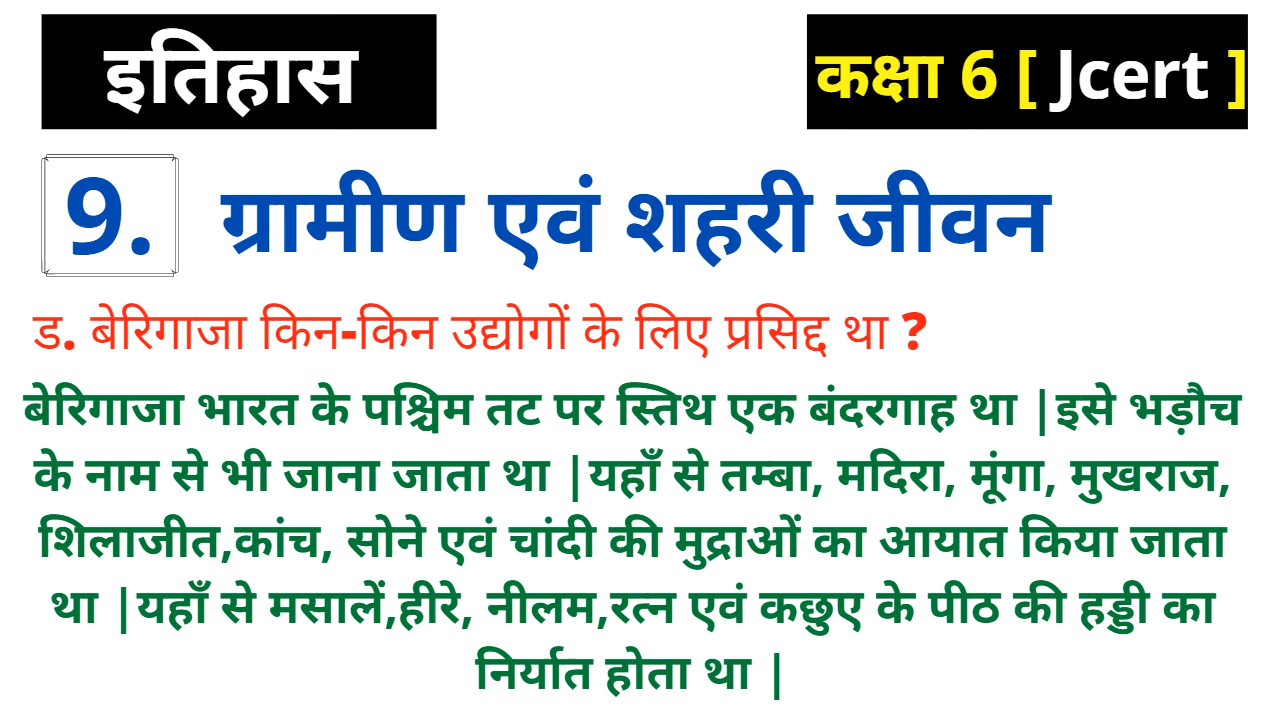 इतिहास
कक्षा 6 [ Jcert ]
9. ग्रामीण एवं शहरी जीवन
ड. बेरिगाजा किन-किन उद्योगों के लिए प्रसिद्द था ?
बेरिगाजा भारत के पश्चिम तट पर स्तिथ एक बंदरगाह था |इसे भड़ौच
के नाम से भी जाना जाता था |यहाँ से तम्बा, मदिरा, मूंगा, मुखराज,
शिलाजीत,कांच, सोने एवं चांदी की मुद्राओं का आयात किया जाता
था |यहाँ से मसालें,हीरे, नीलम,रत्न एवं कछुए के पीठ की हड्डी का
निर्यात होता था |